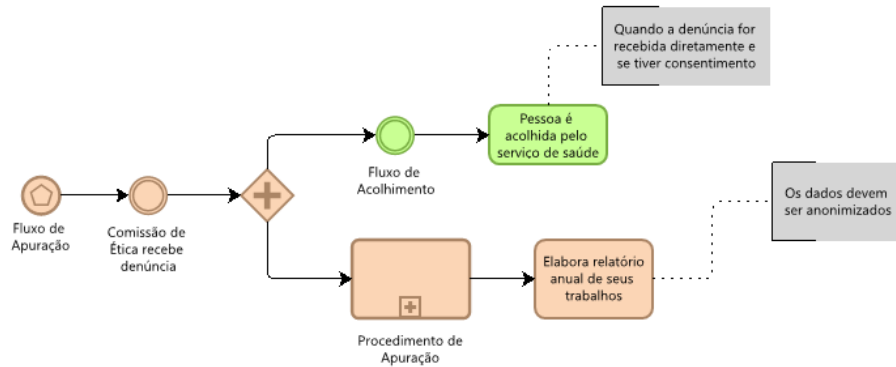 Quando a denúncia for
recebida diretamente e
se tiver consentimento
Pessoa é
acolhida pelo
serviço de saúde
Fluxo de
Acolhimento
Os dados devem
ser anonimizados
Fluxo de
Apuração
Comissão de
Ética recebe
denúncia
Elabora relatório
anual de seus
trabalhos
Procedimento de
Apuração